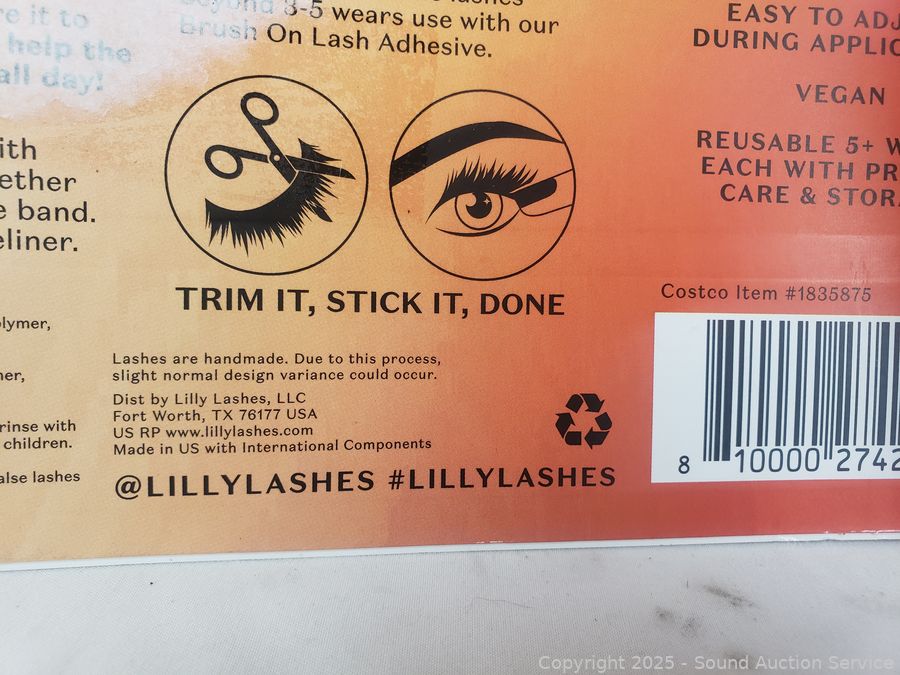 re it to
help the
all day!
ith
ether
e band.
eliner.
olymer,
ner,
rinse with
children.
alse lashes
beyond 3-5 wears use with our
Brush On Lash Adhesive.
TRIM IT, STICK IT, DONE
Lashes are handmade. Due to this process,
slight normal design variance could occur.
Dist by Lilly Lashes, LLC
Fort Worth, TX 76177 USA
US RP www.lillylashes.com
Made in US with International Components
@LILLYLASHES #LILLYLASHES
EASY TO ADJ
DURING APPLIC
VEGAN
REUSABLE 5+ W
EACH WITH PR
CARE & STORA
Costco Item #1835875
8 10000 2742
Copyright 2025 - Sound Auction Service